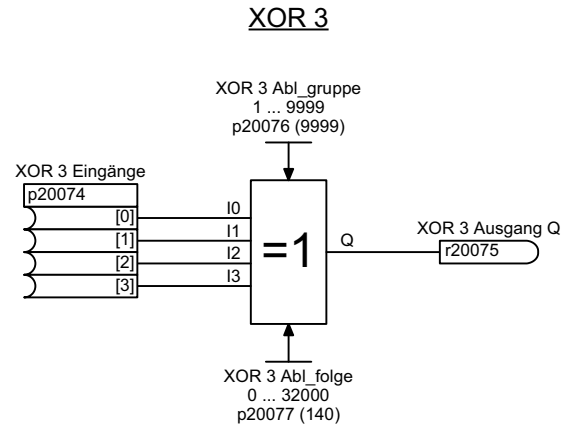 XOR 3
XOR 3 Abl_gruppe
1 ... 9999
p20076 (9999)
XOR 3 Eingänge
p20074
[0]
[1]
[2]
[3]
I0
I1
I2
I3
=1
Q
XOR 3 Ausgang Q
r20075
XOR 3 Abl_folge
0 ... 32000
p20077 (140)